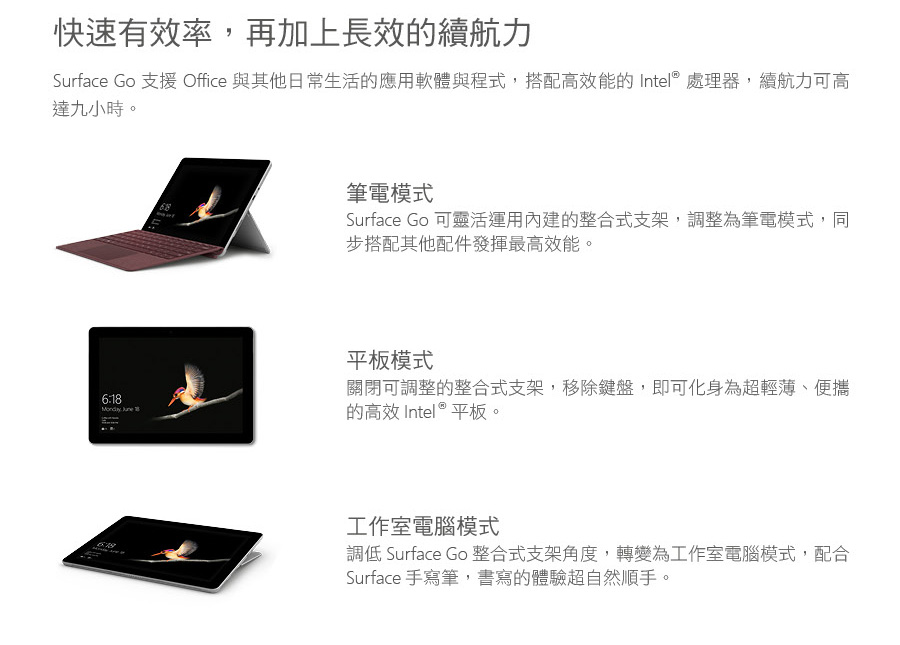 快速有效率，再加上長效的續航力
Surface Go 支援 Office 與其他日常生活的應用軟體與程式，搭配高效能的 Intel® 處理器，續航力可高
達九小時。
筆電模式
Surface Go 可靈活運用內建的整合式支架，調整為筆電模式，同
步搭配其他配件發揮最高效能。
平板模式
關閉可調整的整合式支架，移除鍵盤，即可化身為超輕薄、便攜
的高效 Intel® 平板。
6:18
Monday, June 18
工作室電腦模式
調低 Surface Go 整合式支架角度，轉變為工作室電腦模式，配合
Surface 手寫筆，書寫的體驗超自然順手。
6:18